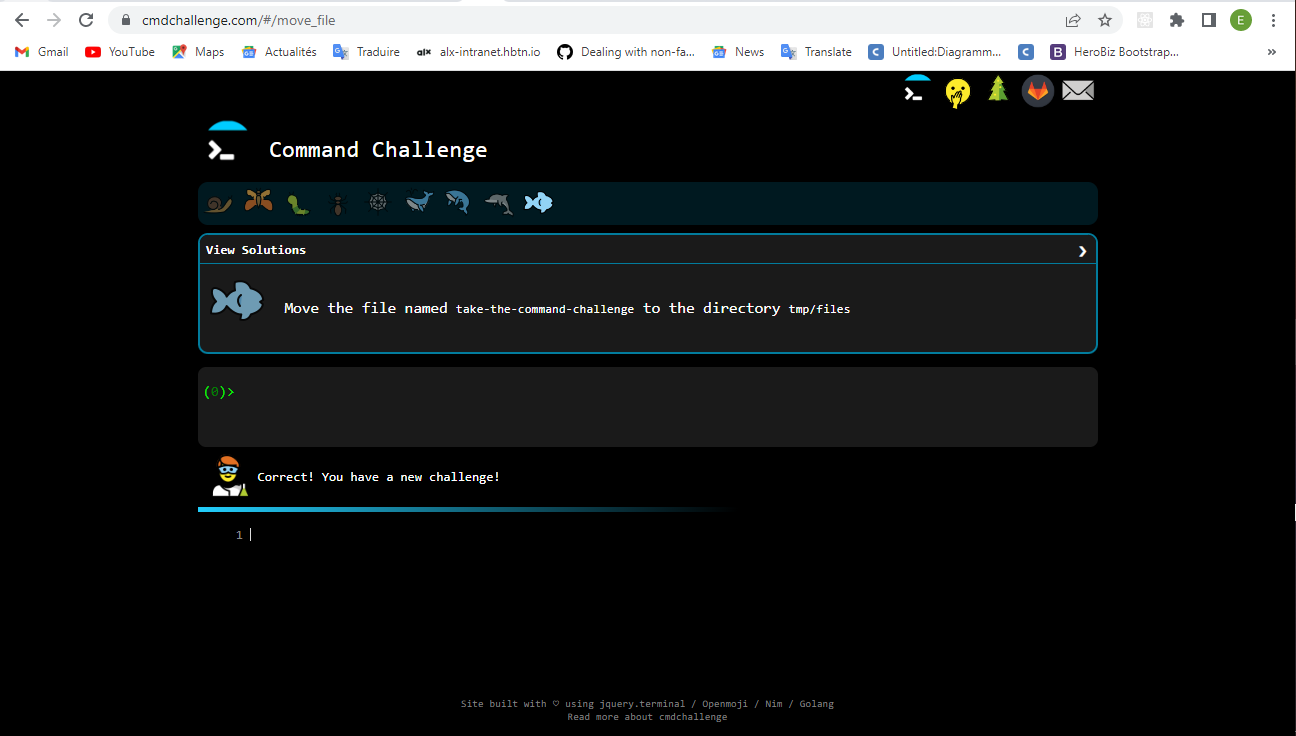 cmdchallenge.com/#/move_file
E
Gmail YouTube Maps Actualités Traduire alx alx-intranet.hbtn.io Dealing with non-fa... News Translate C Untitled:Diagramm... C B HeroBiz Bootstrap... »
Command Challenge
View Solutions
Move the file named take-the-command-challenge to the directory tmp/files
(0)>
Correct! You have a new challenge!
1
Site built with ♡ using jquery.terminal / Openmoji / Nim / Golang
Read more about cmdchallenge